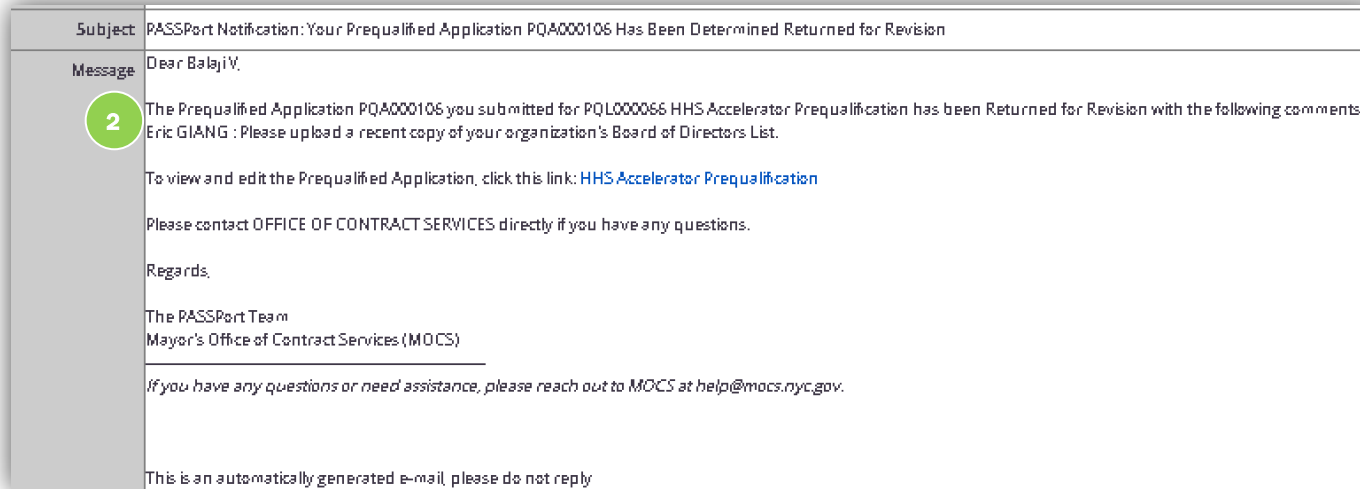 Subject PASSPort Notification: Your Prequalified Application PQA000106 Has Been Determined Returned for Revision
Message Dear Balaji V,
2
The Prequalified Application PQA000106 you submitted for PQL000066 HHS Accelerator Prequalification has been Returned for Revision with the following comments
Eric GIANG : Please upload a recent copy of your organization's Board of Directors List.
To view and edit the Prequalified Application, click this link: HHS Accelerator Prequalification
Please contact OFFICE OF CONTRACT SERVICES directly if you have any questions.
Regards,
The PASSPort Team
Mayor's Office of Contract Services (MOCS)
If you have any questions or need assistance, please reach out to MOCS at help@mocs.nyc.gov.
This is an automatically generated e-mail, please do not reply